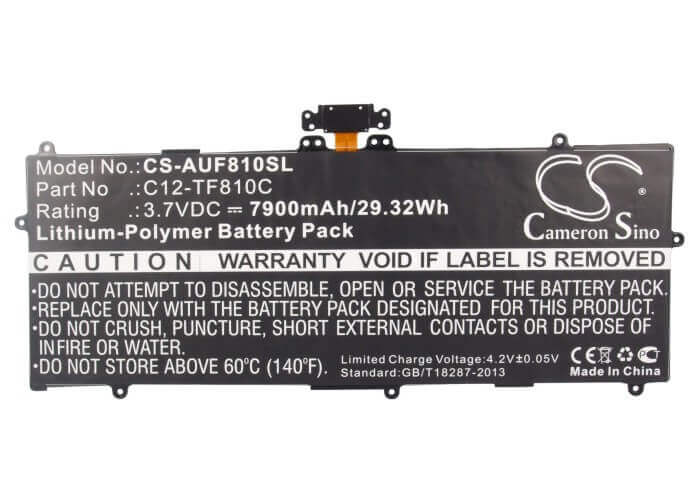 Model No.: CS-AUF810SL
Part No : C12-TF810C
Rating : 3.7VDC ⎓ 7900mAh/29.32Wh
Lithium-Polymer Battery Pack
CS
Cameron Sino
CAUTION WARRANTY VOID IF LABEL IS REMOVED
*DO NOT ATTEMPT TO DISASSEMBLE, OPEN OR SERVICE THE BATTERY PACK.
*REPLACE ONLY WITH THE BATTERY PACK DESIGNATED FOR THIS PRODUCT.
*DO NOT CRUSH, PUNCTURE, SHORT EXTERNAL CONTACTS OR DISPOSE OF
IN FIRE OR WATER.
*DO NOT STORE ABOVE 60°C (140°F).
Limited Charge Voltage:4.2V±0.05V
Standard:GB/T18287-2013
CE